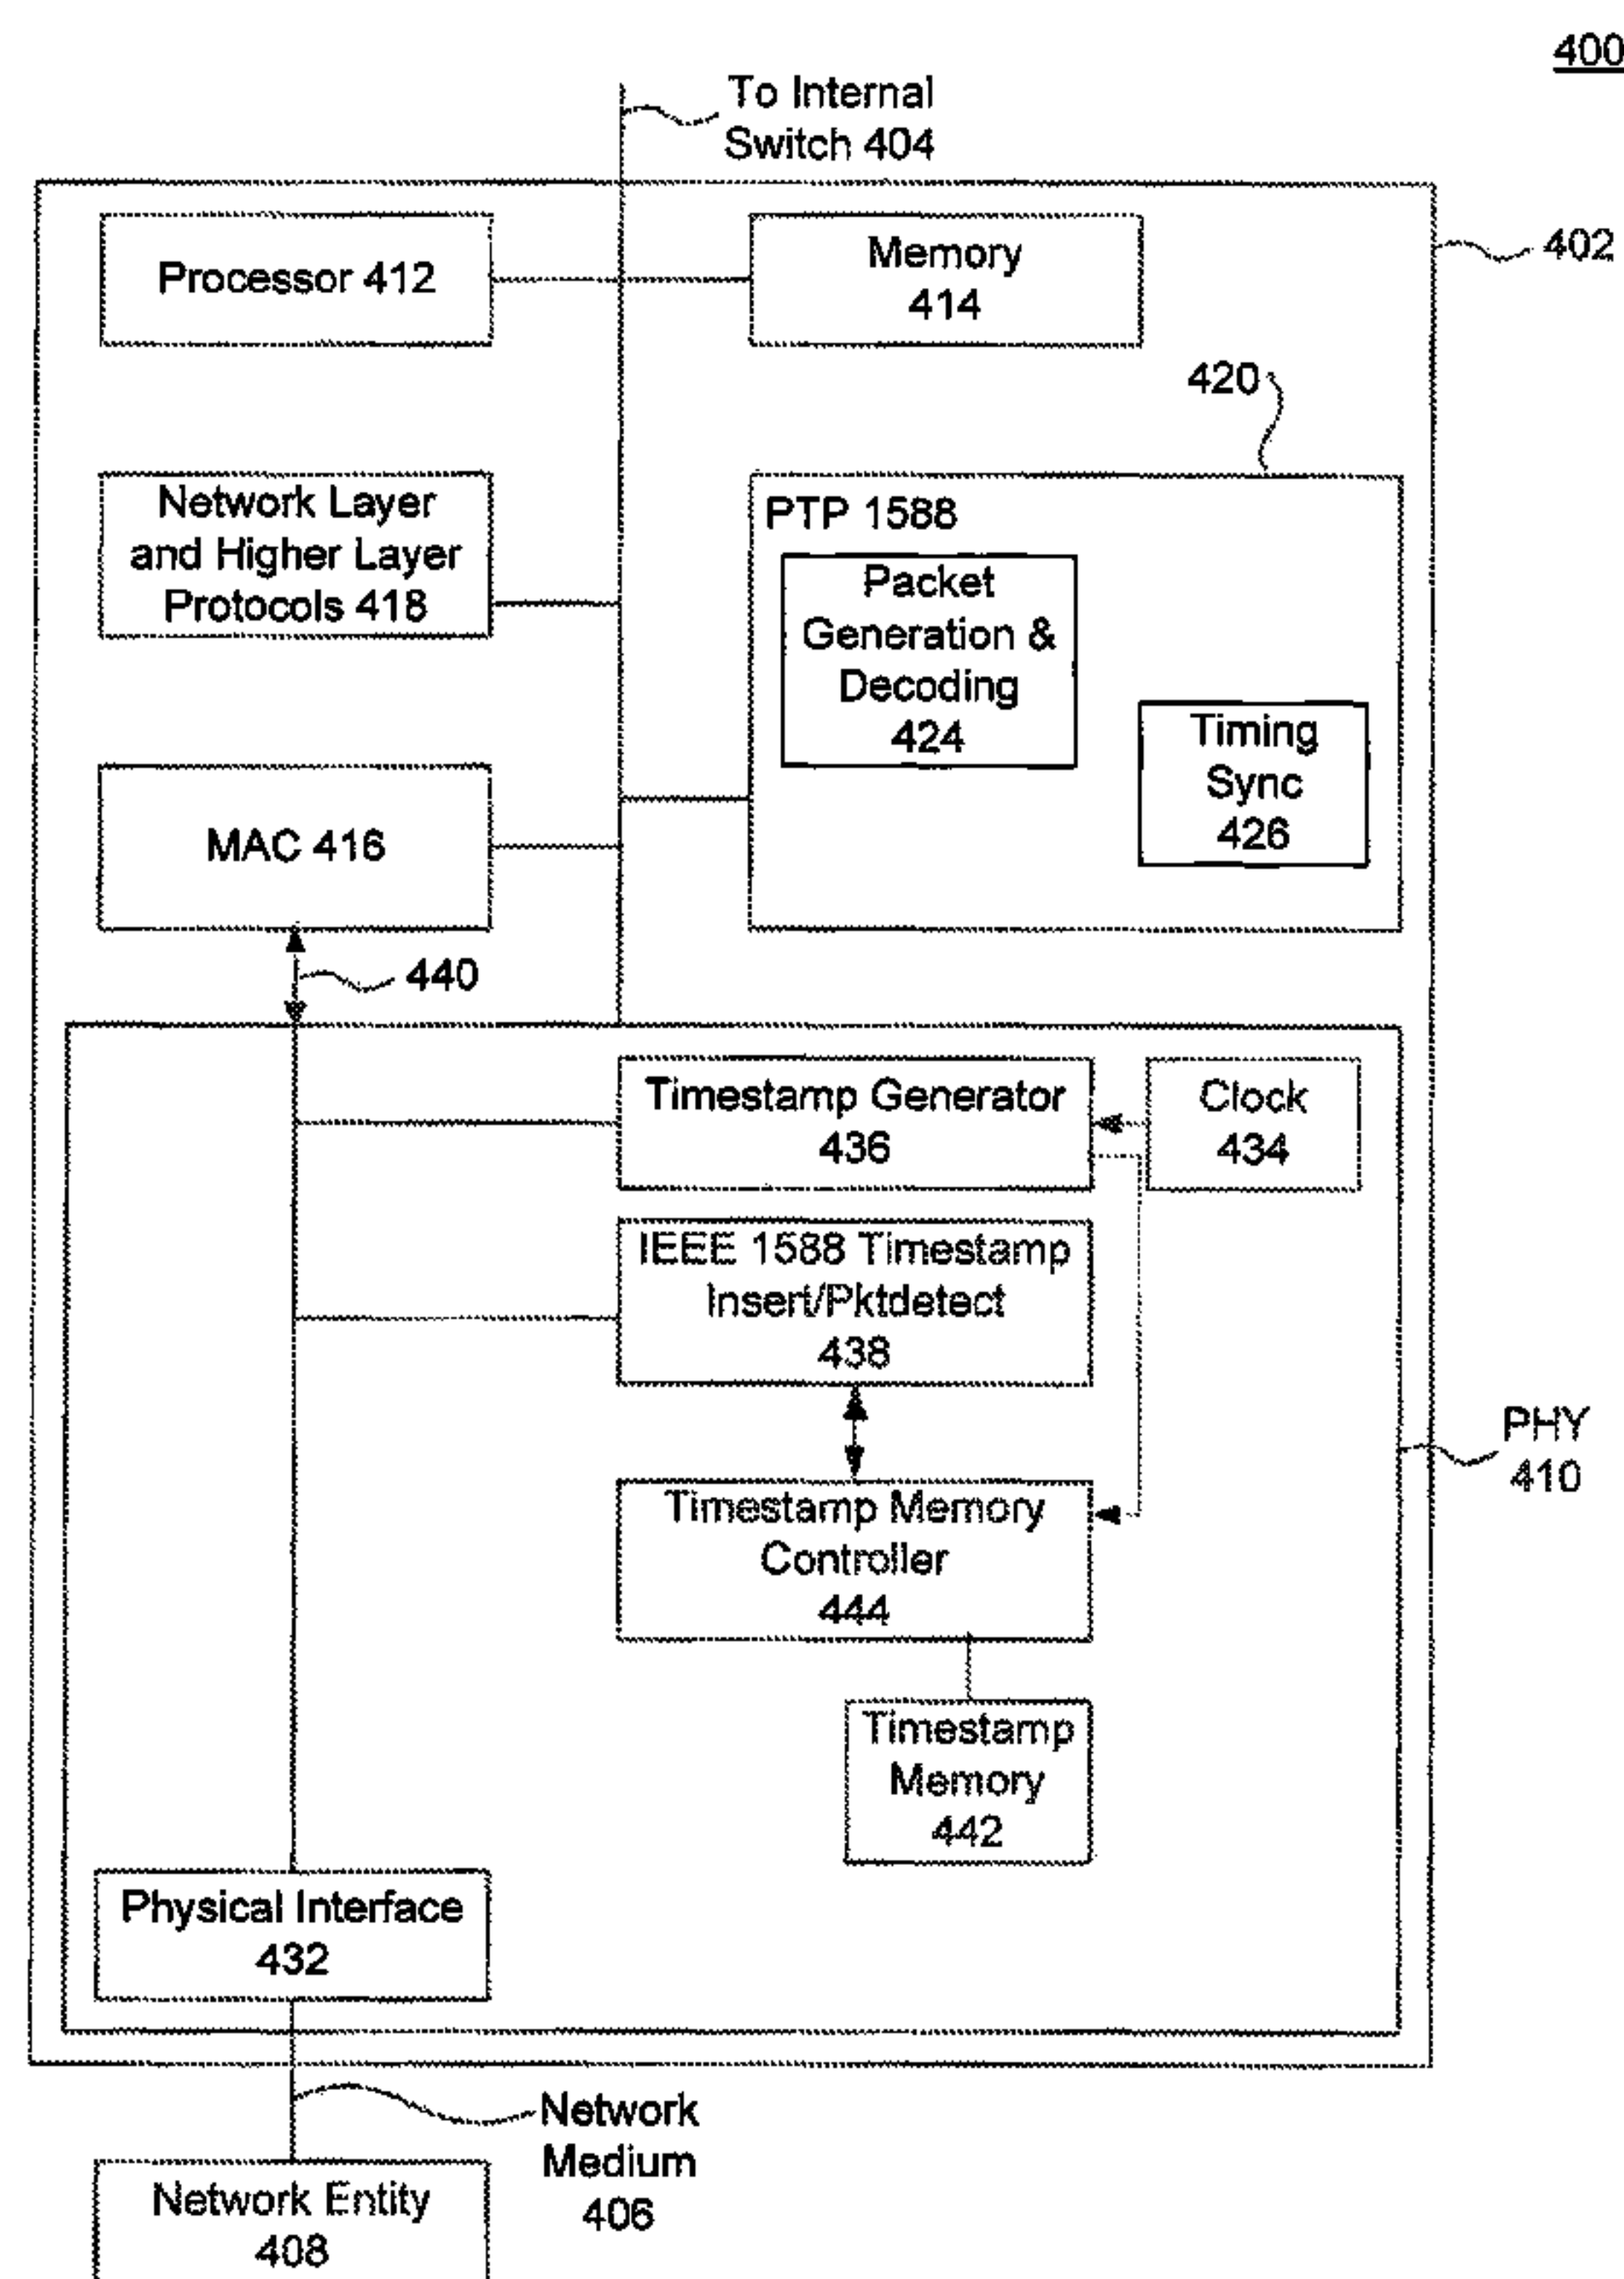 400
To Internal
Switch 404
402
Processor 412
Memory
414
420
Network Layer
and Higher Layer
Protocols 418
PTP 1588
Packet
Generation &
Decoding
424
Timing
Sync
426
MAC 416
440
Timestamp Generator
436
Clock
434
IEEE 1588 Timestamp
Insert/Pktdetect
438
PHY
410
Timestamp Memory
Controller
444
Timestamp
Memory
442
Physical Interface
432
Network
Medium
406
Network Entity
408